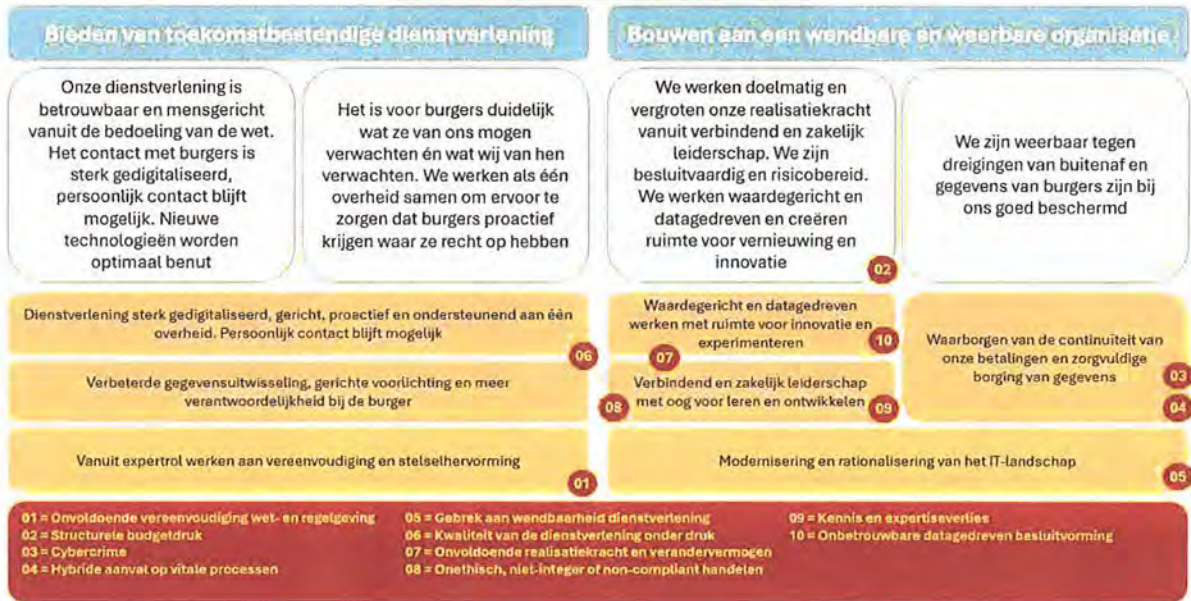 Bieden van toekomstbestendige dienstverlening
Bouwen aan een wendbare en weerbare organisatie
Onze dienstverlening is
betrouwbaar en mensgericht
vanuit de bedoeling van de wet.
Het contact met burgers is
sterk gedigitaliseerd,
persoonlijk contact blijft
mogelijk. Nieuwe
technologieën worden
optimaal benut
Het is voor burgers duidelijk
wat ze van ons mogen
verwachten én wat wij van hen
verwachten. We werken als één
overheid samen om ervoor te
zorgen dat burgers proactief
krijgen waar ze recht op hebben
We werken doelmatig en
vergroten onze realisatiekracht
vanuit verbindend en zakelijk
leiderschap. We zijn
besluitvaardig en risicobereid.
We werken waardegericht en
datagedreven en creëren
ruimte voor vernieuwing en
innovatie
02
We zijn weerbaar tegen
dreigingen van buitenaf en
gegevens van burgers zijn bij
ons goed beschermd
Dienstverlening sterk gedigitaliseerd, gericht, proactief en ondersteunend aan één
overheid. Persoonlijk contact blijft mogelijk
06
Waardegericht en datagedreven
werken met ruimte voor innovatie en
experimenteren
07
10
Waarborgen van de continuïteit van
onze betalingen en zorgvuldige
borging van gegevens
03
04
Verbeterde gegevensuitwisseling, gerichte voorlichting en meer
verantwoordelijkheid bij de burger
08
Verbindend en zakelijk leiderschap
met oog voor leren en ontwikkelen
09
Vanuit expertrol werken aan vereenvoudiging en stelselhervorming
01
Modernisering en rationalisering van het IT-landschap
05
01 = Onvoldoende vereenvoudiging wet- en regelgeving
02 = Structurele budgetdruk
03 = Cybercrime
04 = Hybride aanval op vitale processen
05 = Gebrek aan wendbaarheid dienstverlening
06 = Kwaliteit van de dienstverlening onder druk
07 = Onvoldoende realisatiekracht en verandervermogen
08 = Onethisch, niet-integer of non-compliant handelen
09 = Kennis en expertiseverlies
10 = Onbetrouwbare datagedreven besluitvorming